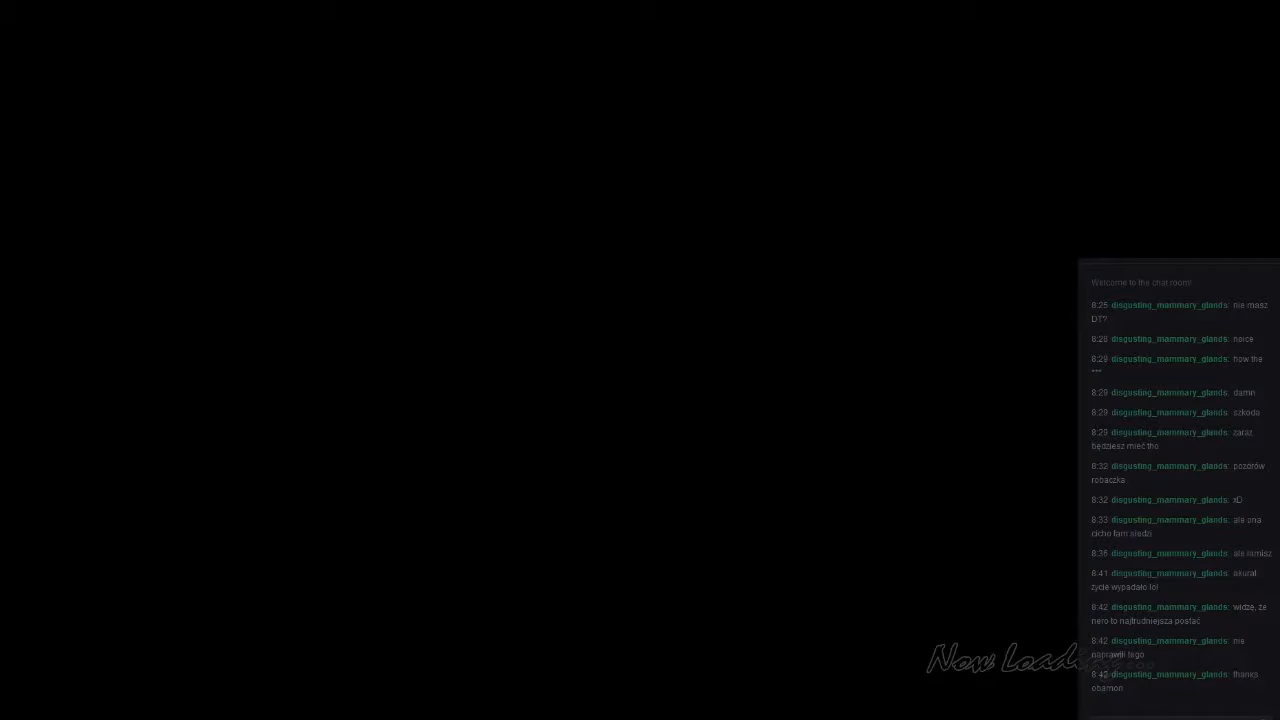 Welcome to the chat room!
8:25 disgusting_mammary_glands: nie masz
DT?
8:28 disgusting_mammary_glands: noice
8:29 disgusting_mammary_glands: how the
***
8:29 disgusting_mammary_glands: damn
8:29 disgusting_mammary_glands: szkoda
8:29 disgusting_mammary_glands: zaraz
będziesz mieć tho
8:32 disgusting_mammary_glands: pozdrów
robaczka
8:32 disgusting_mammary_glands: xD
8:33 disgusting_mammary_glands: ale ona
cicho tam siedzi
8:36 disgusting_mammary_glands: ale
8:41 disgusting_mammary_glands: akurat
życie wypadało lol
8:42 disgusting_mammary_glands: widzę, że
nero to najtrudniejsza postać
8:42 disgusting_mammary_glands: nie
naprawili tego
Now Loading...
8:42 disgusting_mammary_glands: thanks
obamon